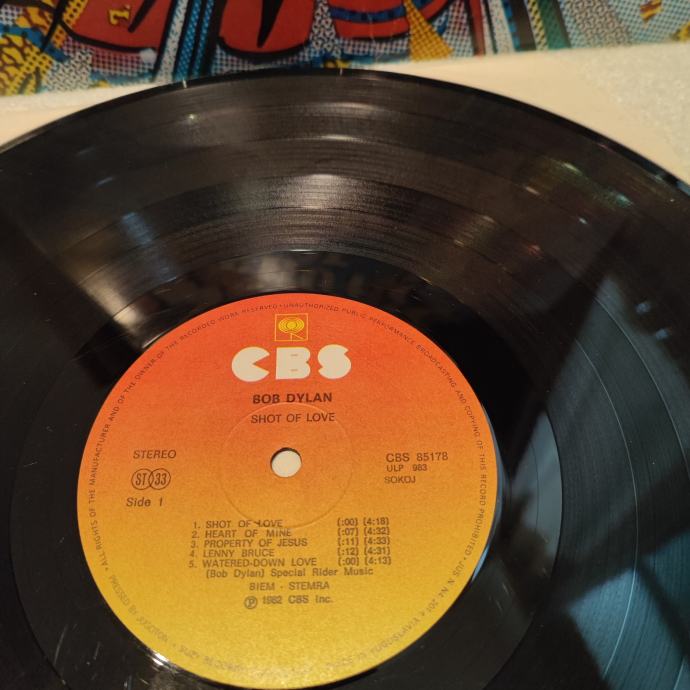 • ALL RIGHTS OF THE MANUFACTURER AND OF THE OWNER OF THE RECORDED WORK RESERVED • UNAUTHORIZED PUBLIC PERFORMANCE BROADCASTING AND COPYING OF THIS RECORD PROHIBITED •
CBS
BOB DYLAN
SHOT OF LOVE
STEREO
CBS 85178
ULP 983
SOKOJ
ST 33
Side 1
1. SHOT OF LOVE (:00) (4:18)
2. HEART OF MINE (:07) (4:32)
3. PROPERTY OF JESUS (:11) (4:33)
4. LENNY BRUCE (:12) (4:31)
5. WATERED-DOWN LOVE (:00) (4:13)
(Bob Dylan) Special Rider Music
BIEM - STEMRA
Ⓟ 1982 CBS Inc.
PRESSED BY JUGOTON